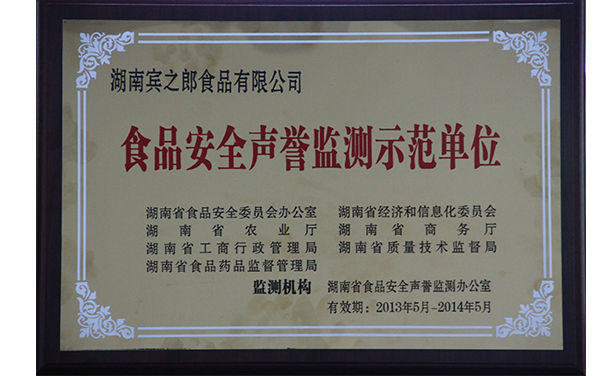 湖南宾之郎食品有限公司
食品安全声誉监测示范单位
湖南省食品安全委员会办公室 湖南省经济和信息化委员会
湖南省农业厅 湖南省商务厅
湖南省工商行政管理局 湖南省质量技术监督局
湖南省食品药品监督管理局
监测机构 湖南省食品安全声誉监测办公室
有效期：2013年5月-2014年5月